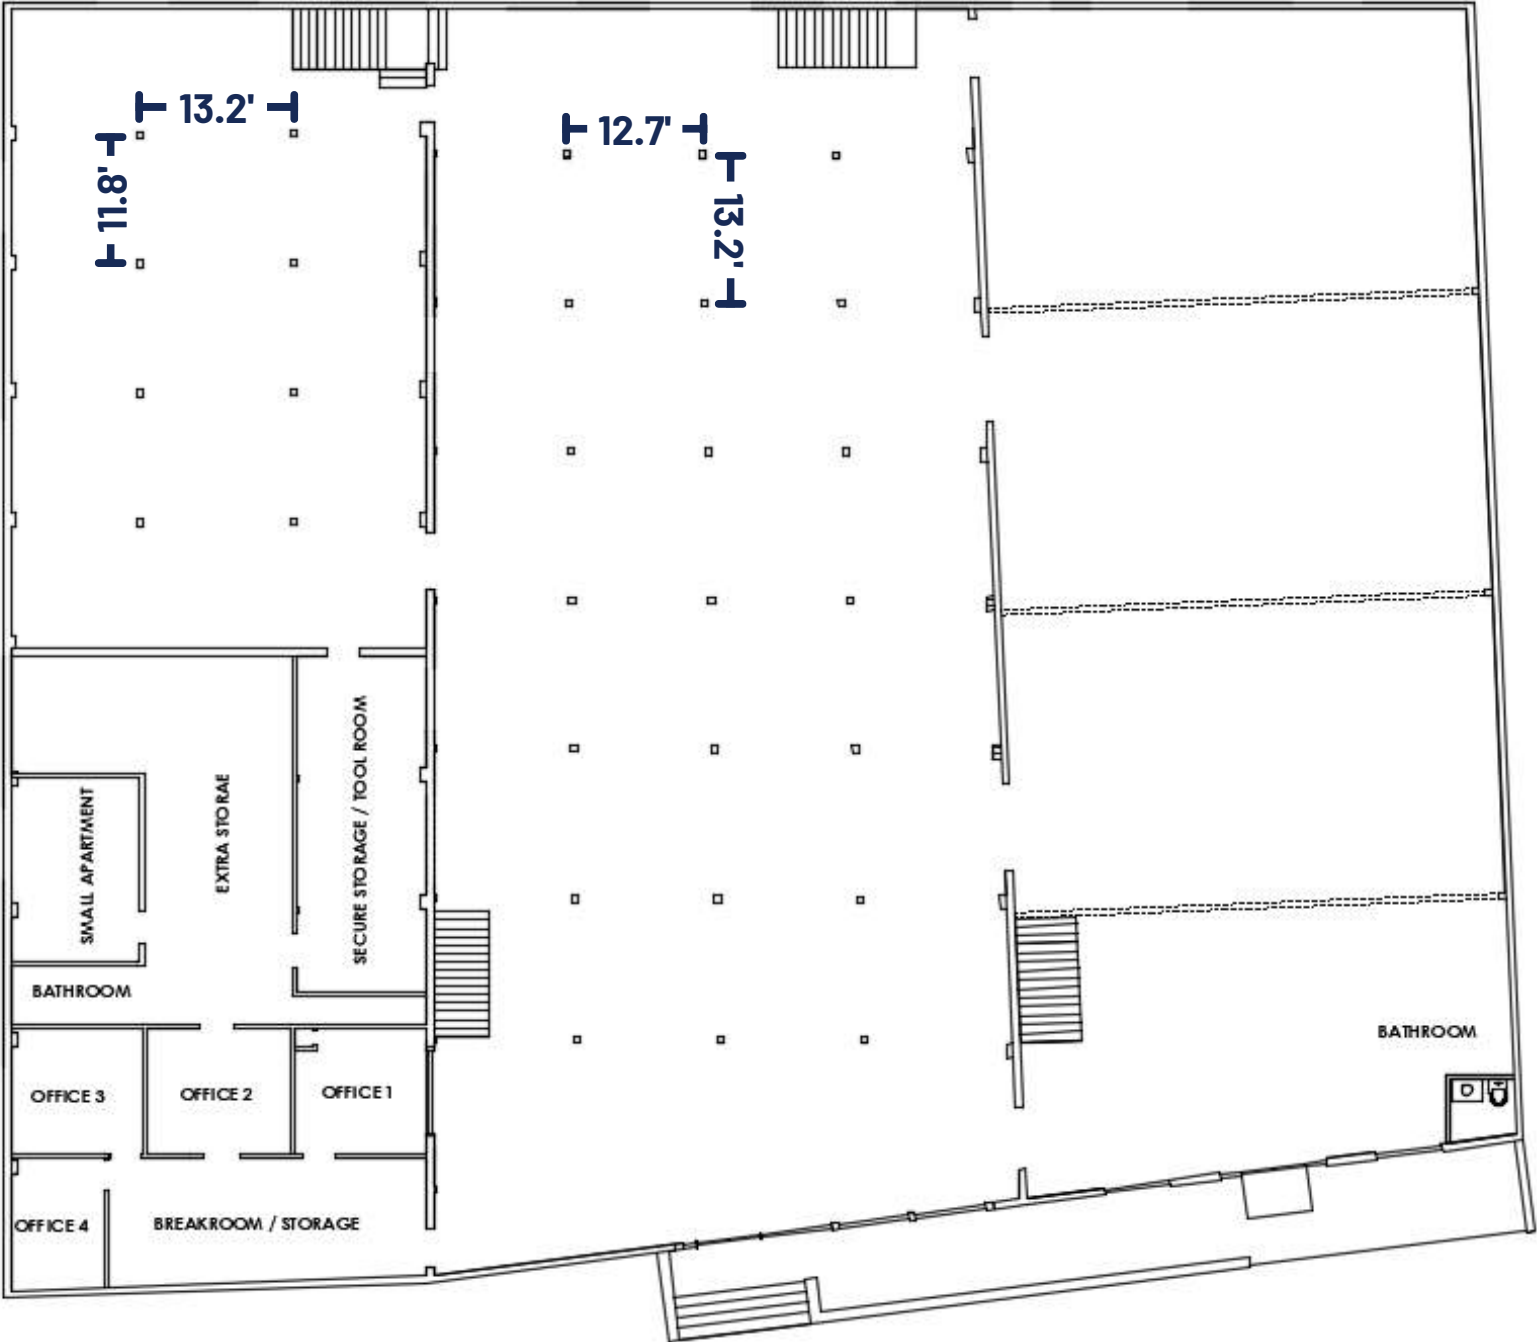 13.2'
12.7'
11.8'
13.2'
SECURE STORAGE / TOOL ROOM
EXTRA STORAE
SMALL APARTMENT
BATHROOM
BATHROOM
OFFICE 3
OFFICE 2
OFFICE 1
OFFICE 4
BREAKROOM / STORAGE